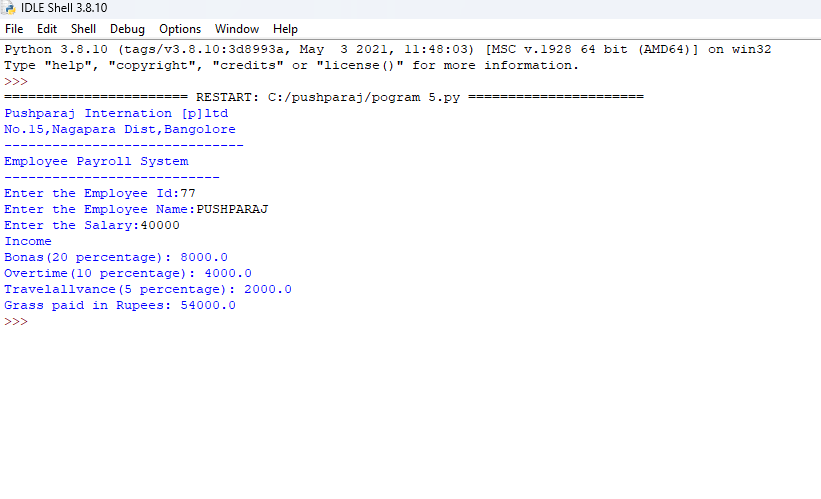 IDLE Shell 3.8.10
File Edit Shell Debug Options Window Help
Python 3.8.10 (tags/v3.8.10:3d8993a, May  3 2021, 11:48:03) [MSC v.1928 64 bit (AMD64)] on win32
Type "help", "copyright", "credits" or "license()" for more information.
>>>
======================= RESTART: C:/pushparaj/pogram 5.py ======================
Pushparaj Internation [p]ltd
No.15,Nagapara Dist,Bangolore
------------------------------
Employee Payroll System
---------------------------
Enter the Employee Id:77
Enter the Employee Name:PUSHPARAJ
Enter the Salary:40000
Income
Bonas(20 percentage): 8000.0
Overtime(10 percentage): 4000.0
Travelallvance(5 percentage): 2000.0
Grass paid in Rupees: 54000.0
>>>